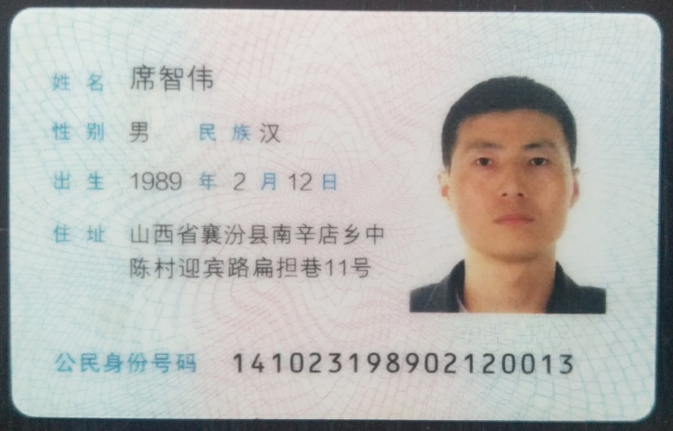 姓名 席智伟
性别 男 民族 汉
出生 1989 年 2 月 12 日
住址 山西省襄汾县南辛店乡中
陈村迎宾路扁担巷11号
公民身份号码 141023198902120013